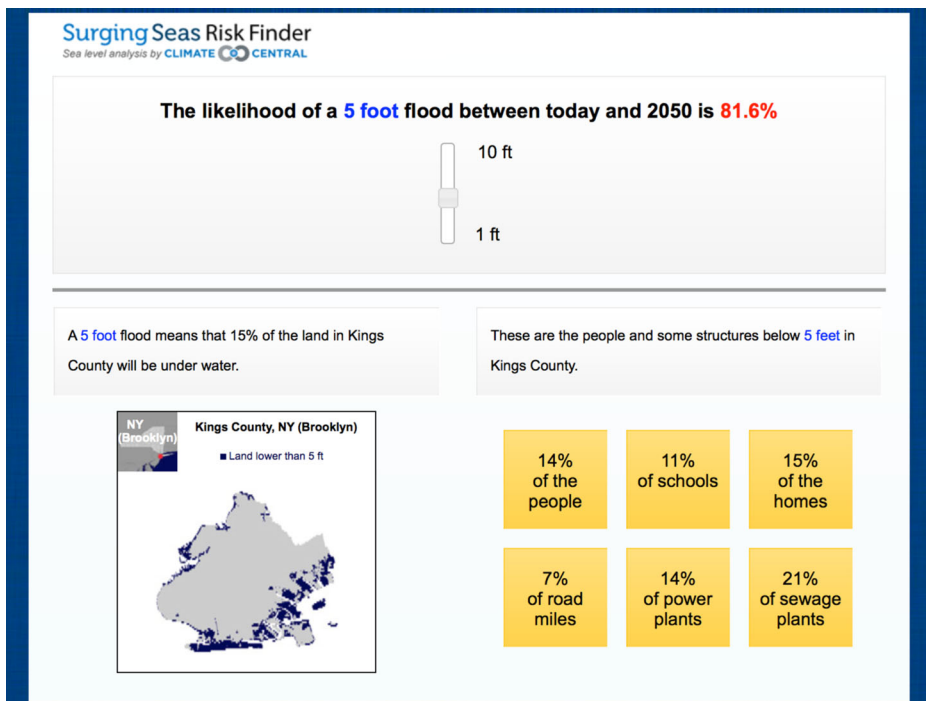 Surging Seas Risk Finder
Sea level analysis by CLIMATE CENTRAL
The likelihood of a 5 foot flood between today and 2050 is 81.6%
10 ft
1 ft
A 5 foot flood means that 15% of the land in Kings
County will be under water.
These are the people and some structures below 5 feet in
Kings County.
NY
(Brooklyn)
Kings County, NY (Brooklyn)
Land lower than 5 ft
14%
of the
people
11%
of schools
15%
of the
homes
7%
of road
miles
14%
of power
plants
21%
of sewage
plants